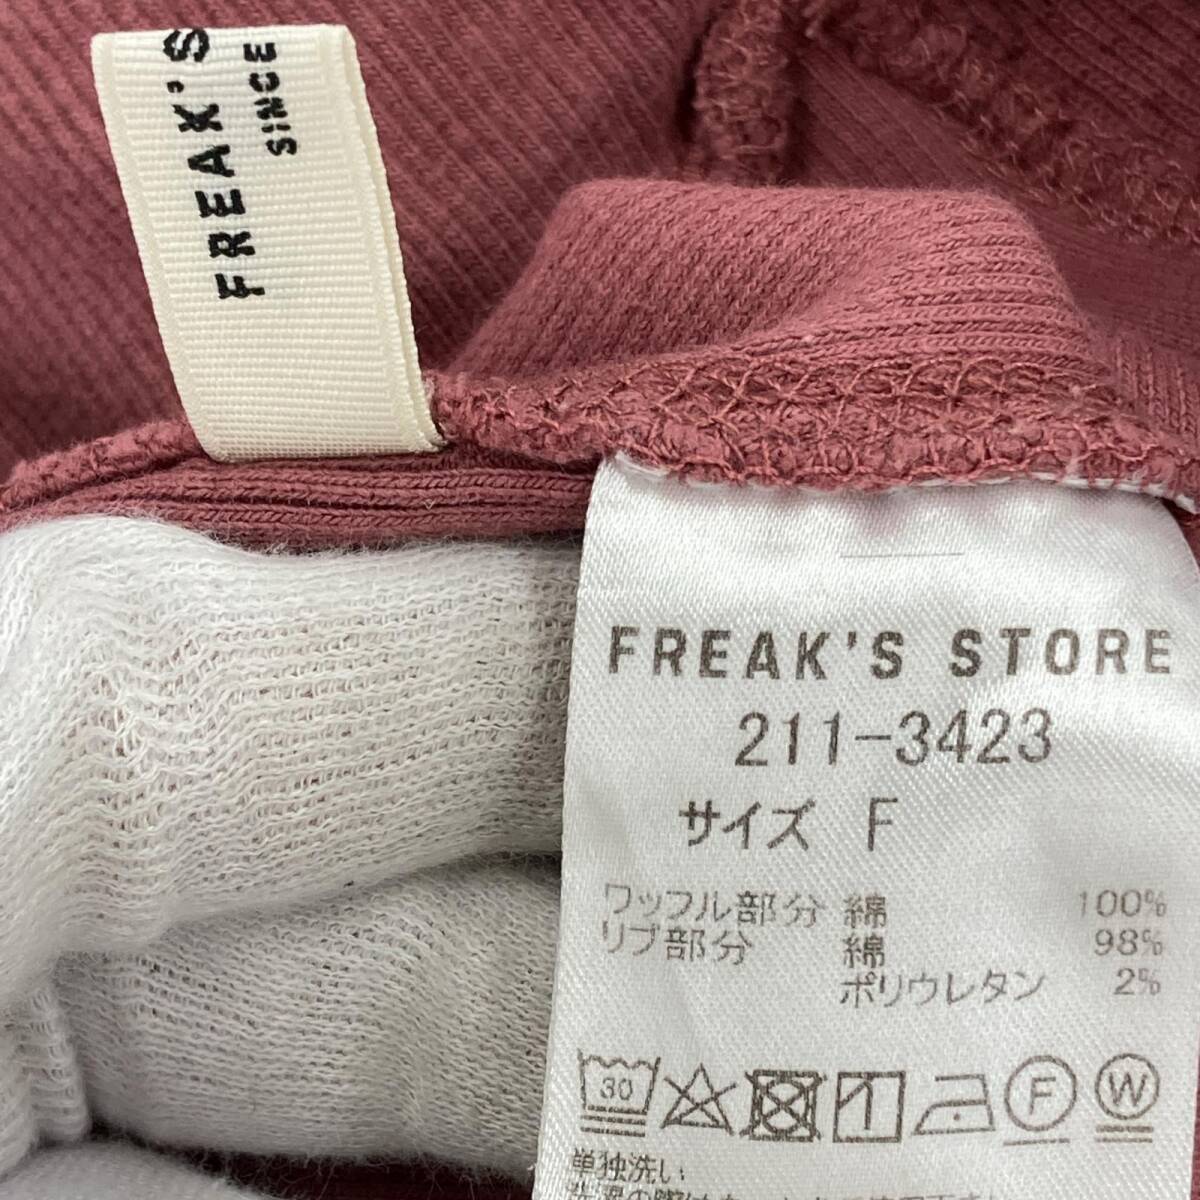 FREAK'S
SINCE
FREAK'S STORE
211-3423
サイズ F
ワッフル部分 綿 100%
リブ部分 綿 98%
ポリウレタン 2%
30
F
W
単独洗い